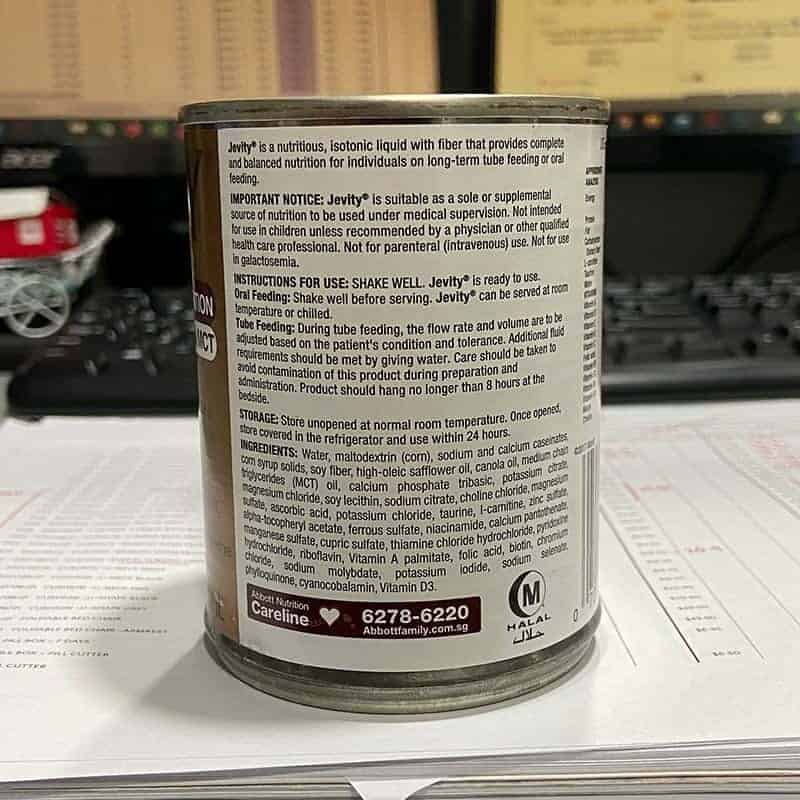 Jevity® is a nutritious, isotonic liquid with fiber that provides complete
and balanced nutrition for individuals on long-term tube feeding or oral
feeding.
IMPORTANT NOTICE: Jevity® is suitable as a sole or supplemental
source of nutrition to be used under medical supervision. Not intended
for use in children unless recommended by a physician or other qualified
health care professional. Not for parenteral (intravenous) use. Not for use
in galactosemia.
INSTRUCTIONS FOR USE: SHAKE WELL. Jevity® is ready to use.
Oral Feeding: Shake well before serving. Jevity® can be served at room
temperature or chilled.
Tube Feeding: During tube feeding, the flow rate and volume are to be
adjusted based on the patient's condition and tolerance. Additional fluid
requirements should be met by giving water. Care should be taken to
avoid contamination of this product during preparation and
administration. Product should hang no longer than 8 hours at the
bedside.
STORAGE: Store unopened at normal room temperature. Once opened,
store covered in the refrigerator and use within 24 hours.
INGREDIENTS: Water, maltodextrin (corn), sodium and calcium caseinates,
corn syrup solids, soy fiber, high-oleic safflower oil, canola oil, medium chain
triglycerides (MCT) oil, calcium phosphate tribasic, potassium citrate,
magnesium chloride, soy lecithin, sodium citrate, choline chloride, magnesium
sulfate, ascorbic acid, potassium chloride, taurine, l-carnitine, zinc sulfate,
alpha-tocopheryl acetate, ferrous sulfate, niacinamide, calcium pantothenate,
manganese sulfate, cupric sulfate, thiamine chloride hydrochloride, pyridoxine
hydrochloride, riboflavin, Vitamin A palmitate, folic acid, biotin, chromium
chloride, sodium molybdate, potassium iodide, sodium selenate,
phylloquinone, cyanocobalamin, Vitamin D3.
Abbott Nutrition
Careline
6278-6220
Abbottfamily.com.sg
M
HALAL
حلال
MCT
Energy
acer